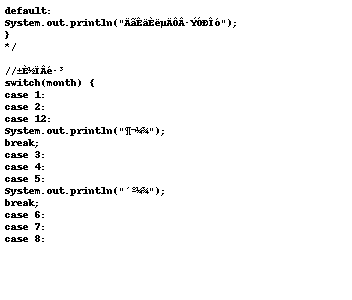 default:
System.out.println("ÄãÊäÈëµÄÔÂ·ÝÓÐÎó");
}
*/
//±È½ÏÂé·³
switch(month) {
case 1:
case 2:
case 12:
System.out.println("¶¬¼¾");
break;
case 3:
case 4:
case 5:
System.out.println("´º¼¾");
break;
case 6:
case 7:
case 8: